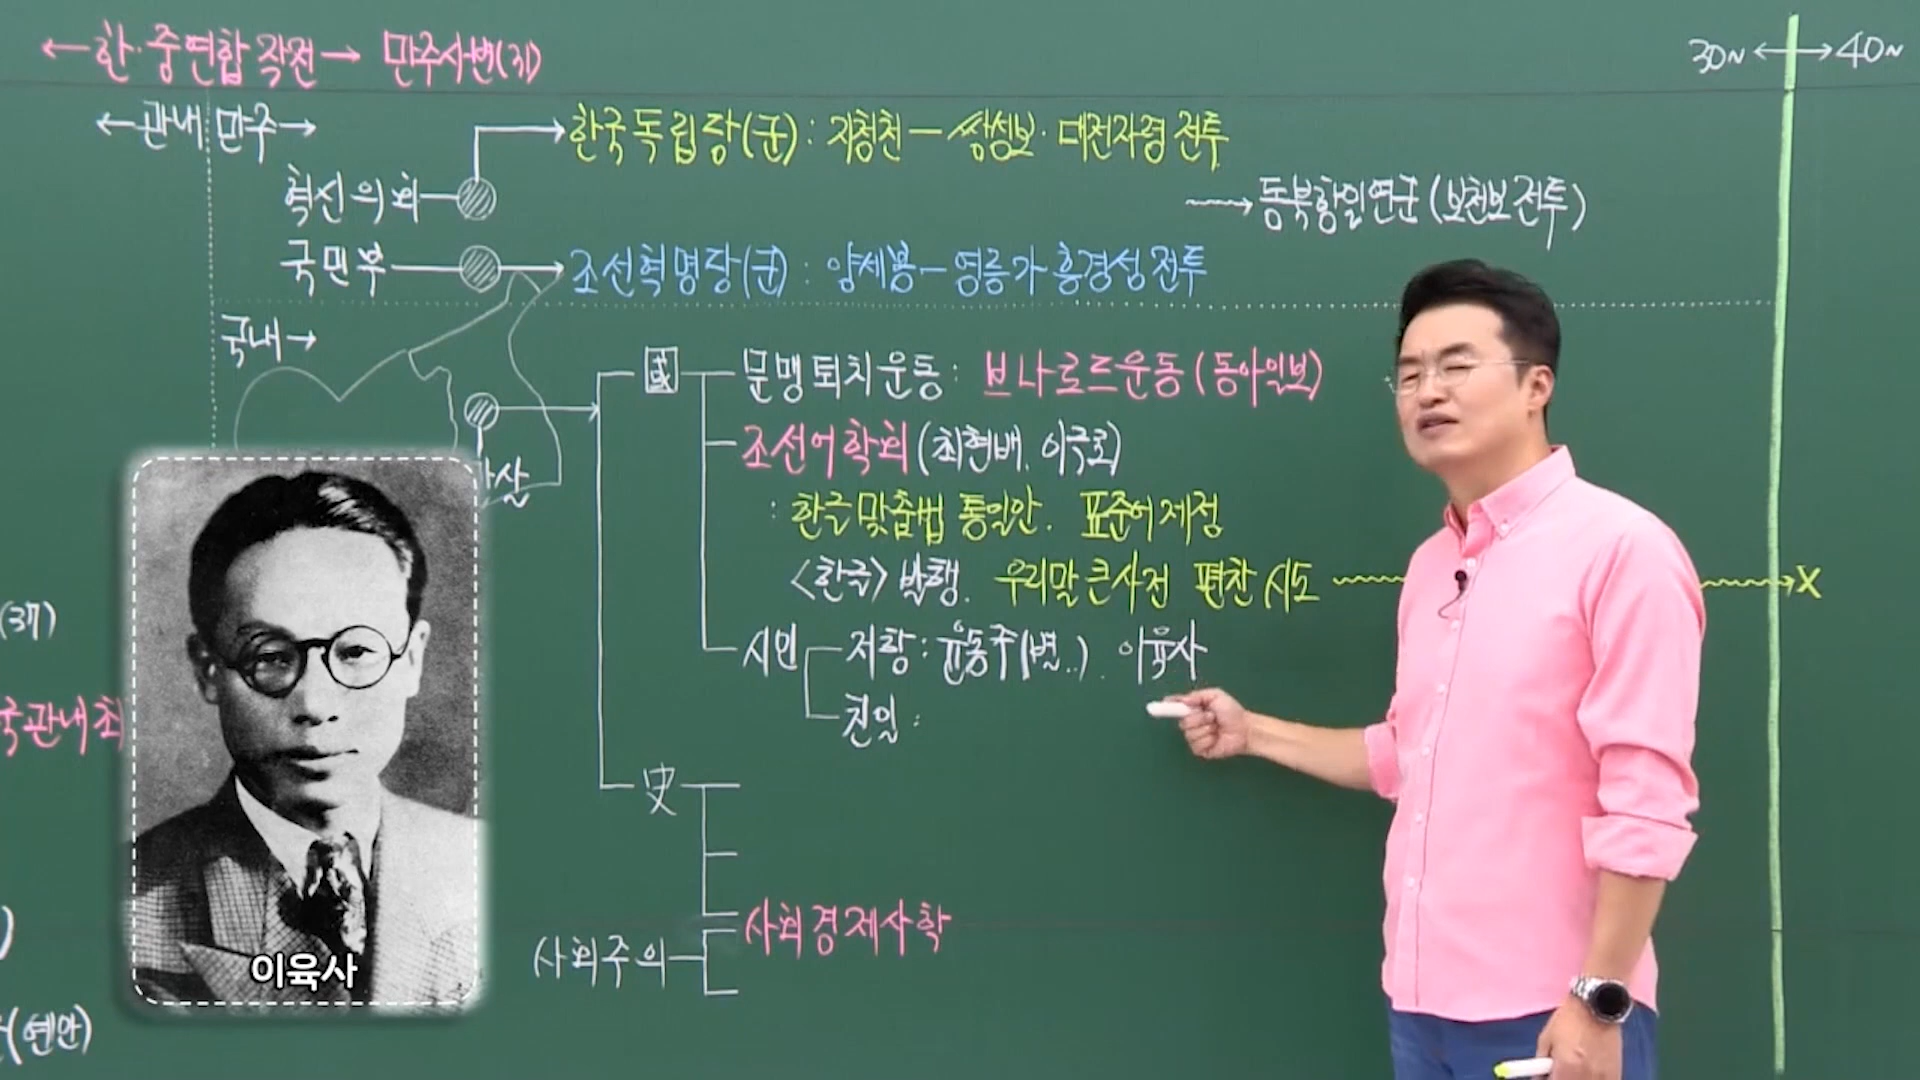 ←한·중연합 작전→ 만주사변(31)
30N ←→ 40N
←관내 만주→
한국독립당(군) : 지청천 — 쌍성보· 대전자령 전투
혁신의회
동북항일연군 (보천보 전투)
국민부
조선혁명당(군) : 양세봉 — 영릉가·흥경성 전투
국내→
國
문맹퇴치운동 : 브나로드운동 (동아일보)
조선어학회 (최현배. 이극로)
: 한글맞춤법 통일안. 표준어제정
<한글> 발행. 우리말큰사전 편찬 시도 X
(37)
시인
저항 : 윤동주(별..). 이육사
친일 :
국관내최
史
사회경제사학
사회주의
이육사
(옌안)